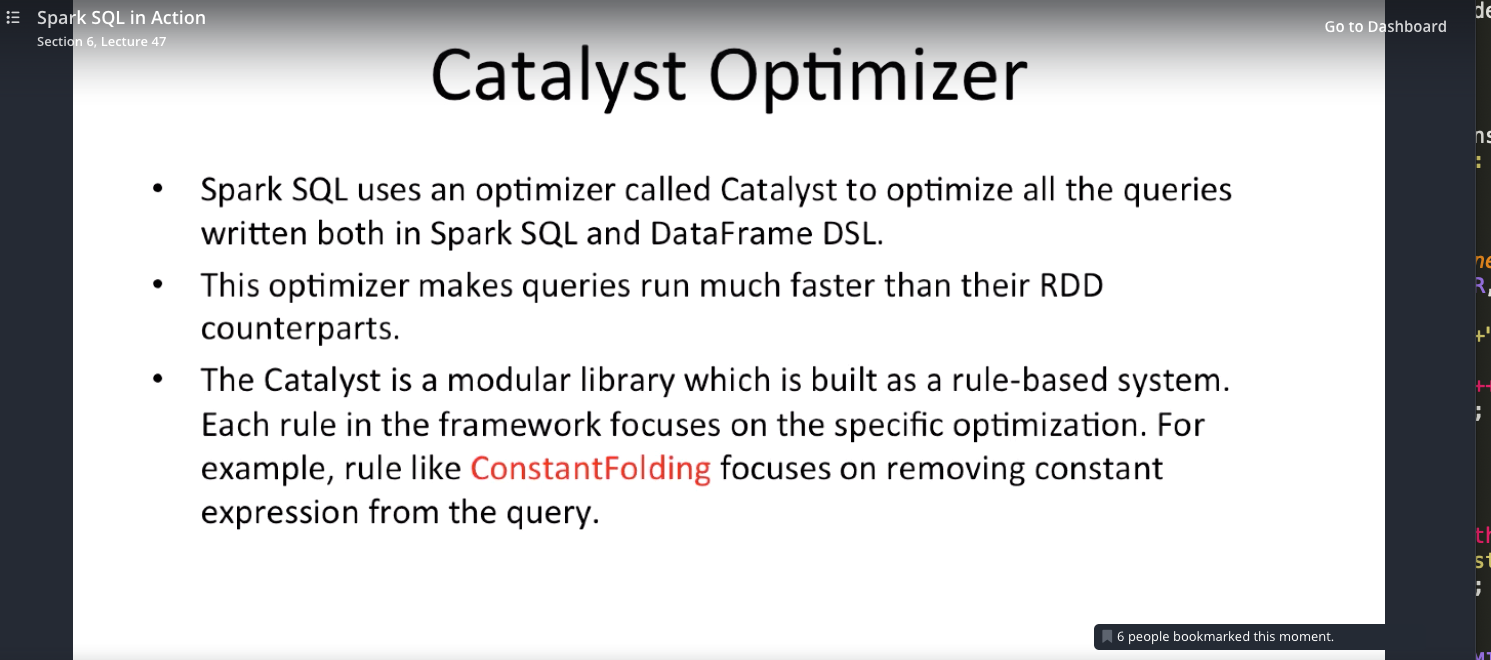 Spark SQL in Action
Section 6, Lecture 47
Go to Dashboard
Catalyst Optimizer
• Spark SQL uses an optimizer called Catalyst to optimize all the queries
written both in Spark SQL and DataFrame DSL.
• This optimizer makes queries run much faster than their RDD
counterparts.
• The Catalyst is a modular library which is built as a rule-based system.
Each rule in the framework focuses on the specific optimization. For
example, rule like ConstantFolding focuses on removing constant
expression from the query.
6 people bookmarked this moment.